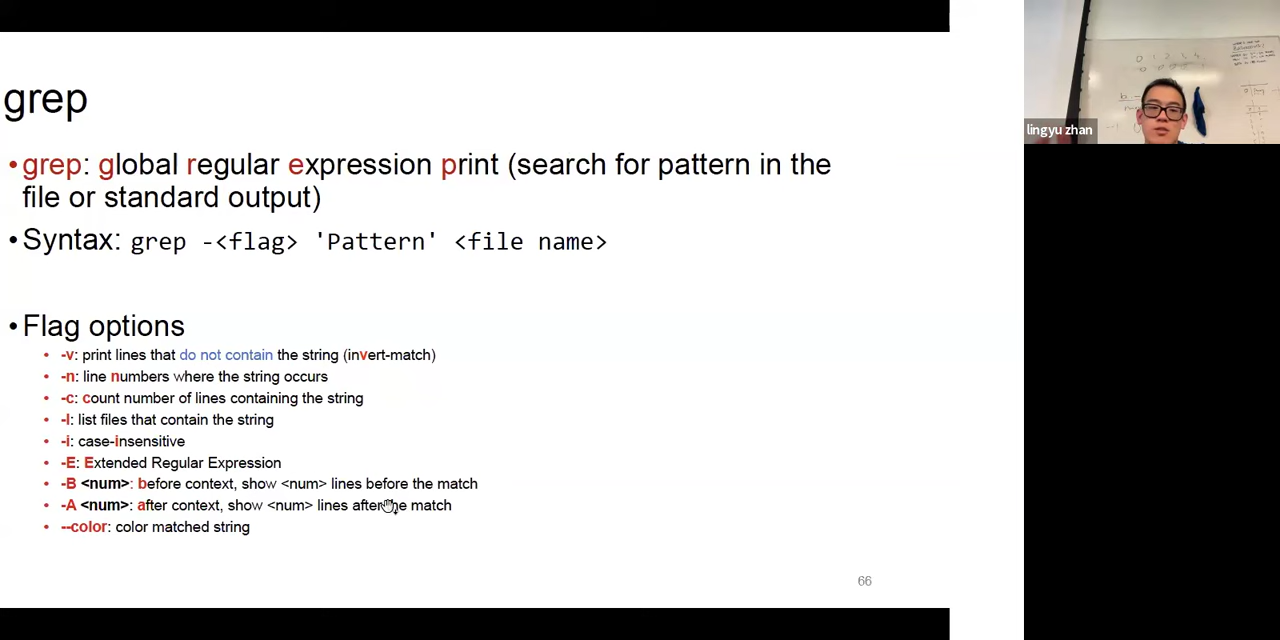 grep
•grep: global regular expression print (search for pattern in the
file or standard output)
•Syntax: grep -<flag> 'Pattern' <file name>
•Flag options
• -v: print lines that do not contain the string (invert-match)
• -n: line numbers where the string occurs
• -c: count number of lines containing the string
• -l: list files that contain the string
• -i: case-insensitive
• -E: Extended Regular Expression
• -B <num>: before context, show <num> lines before the match
• -A <num>: after context, show <num> lines after the match
• --color: color matched string
66
lingyu zhan